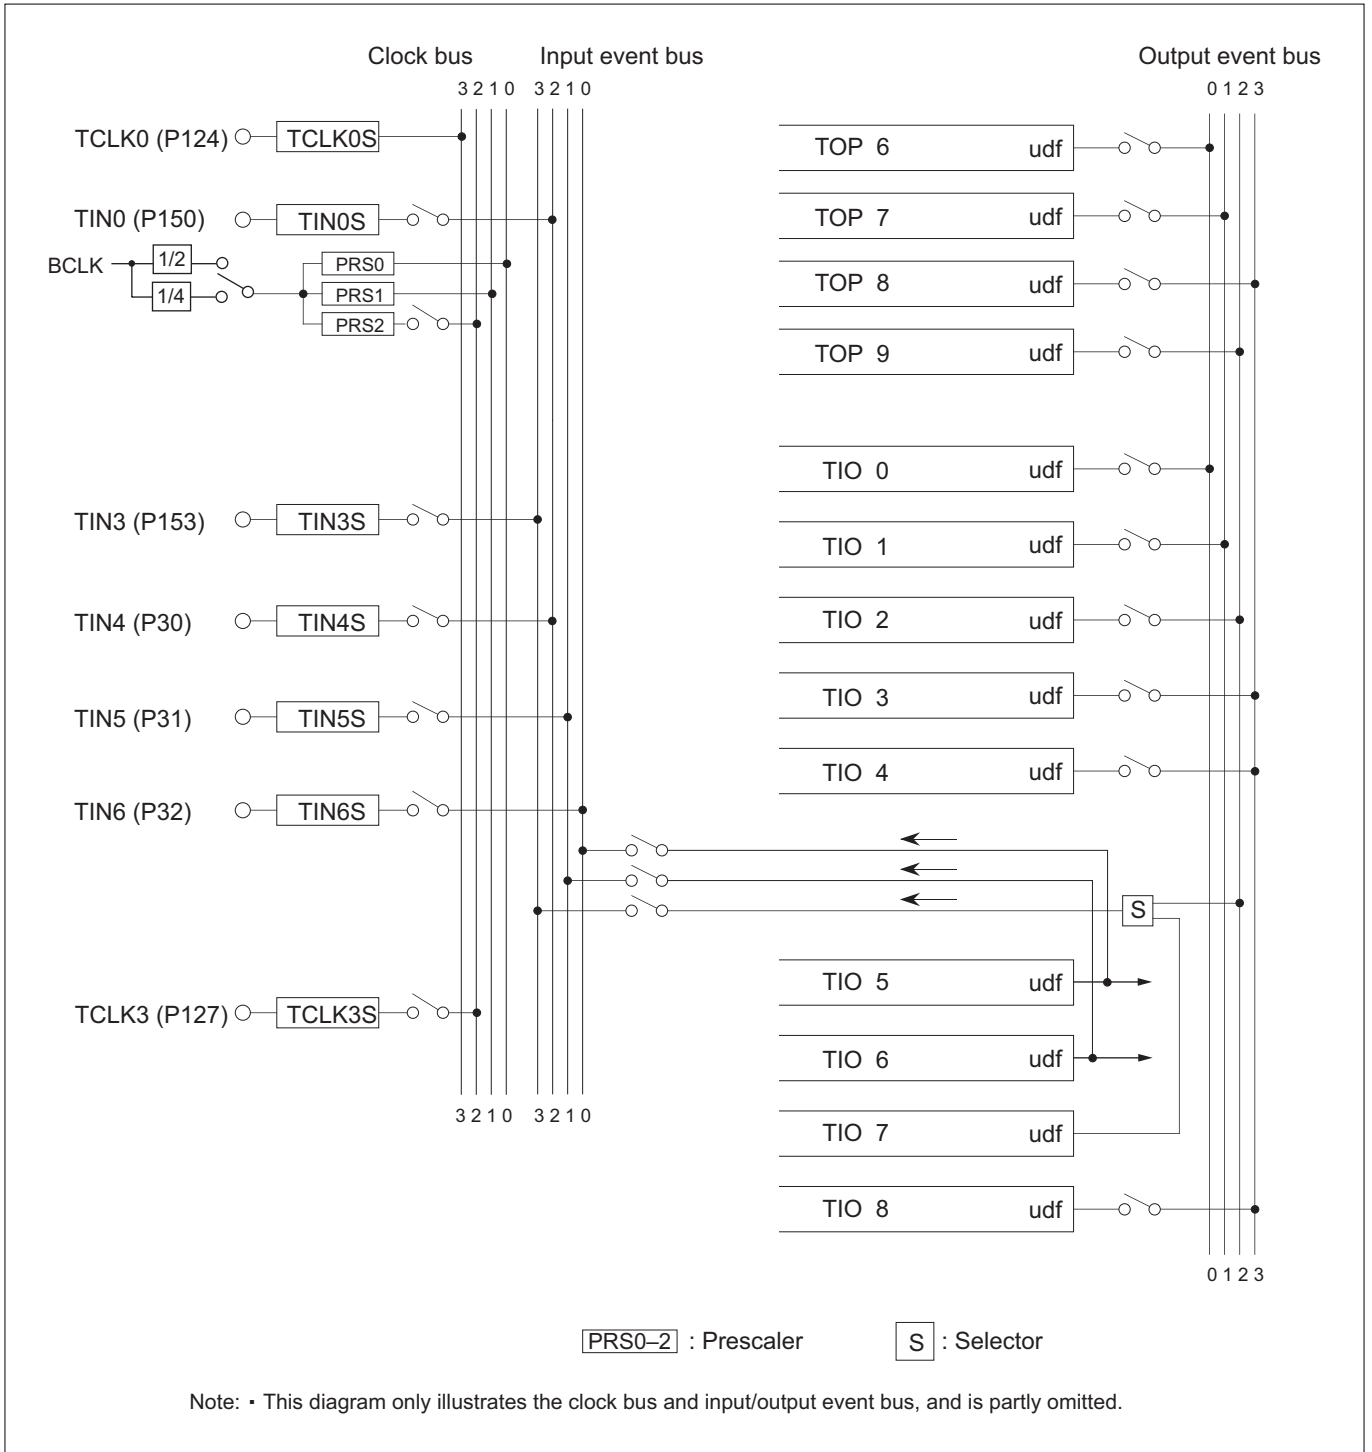 Clock bus Input event bus Output event bus
3 2 1 0 3 2 1 0 0 1 2 3
TCLK0 (P124) TCLK0S
TOP 6 udf
TIN0 (P150) TIN0S
TOP 7 udf
BCLK 1/2 PRS0
1/4 PRS1
PRS2
TOP 8 udf
TOP 9 udf
TIO 0 udf
TIN3 (P153) TIN3S
TIO 1 udf
TIN4 (P30) TIN4S
TIO 2 udf
TIN5 (P31) TIN5S
TIO 3 udf
TIO 4 udf
TIN6 (P32) TIN6S
S
TIO 5 udf
TCLK3 (P127) TCLK3S
TIO 6 udf
3 2 1 0 3 2 1 0
TIO 7 udf
TIO 8 udf
0 1 2 3
PRS0–2 : Prescaler S : Selector
Note: • This diagram only illustrates the clock bus and input/output event bus, and is partly omitted.